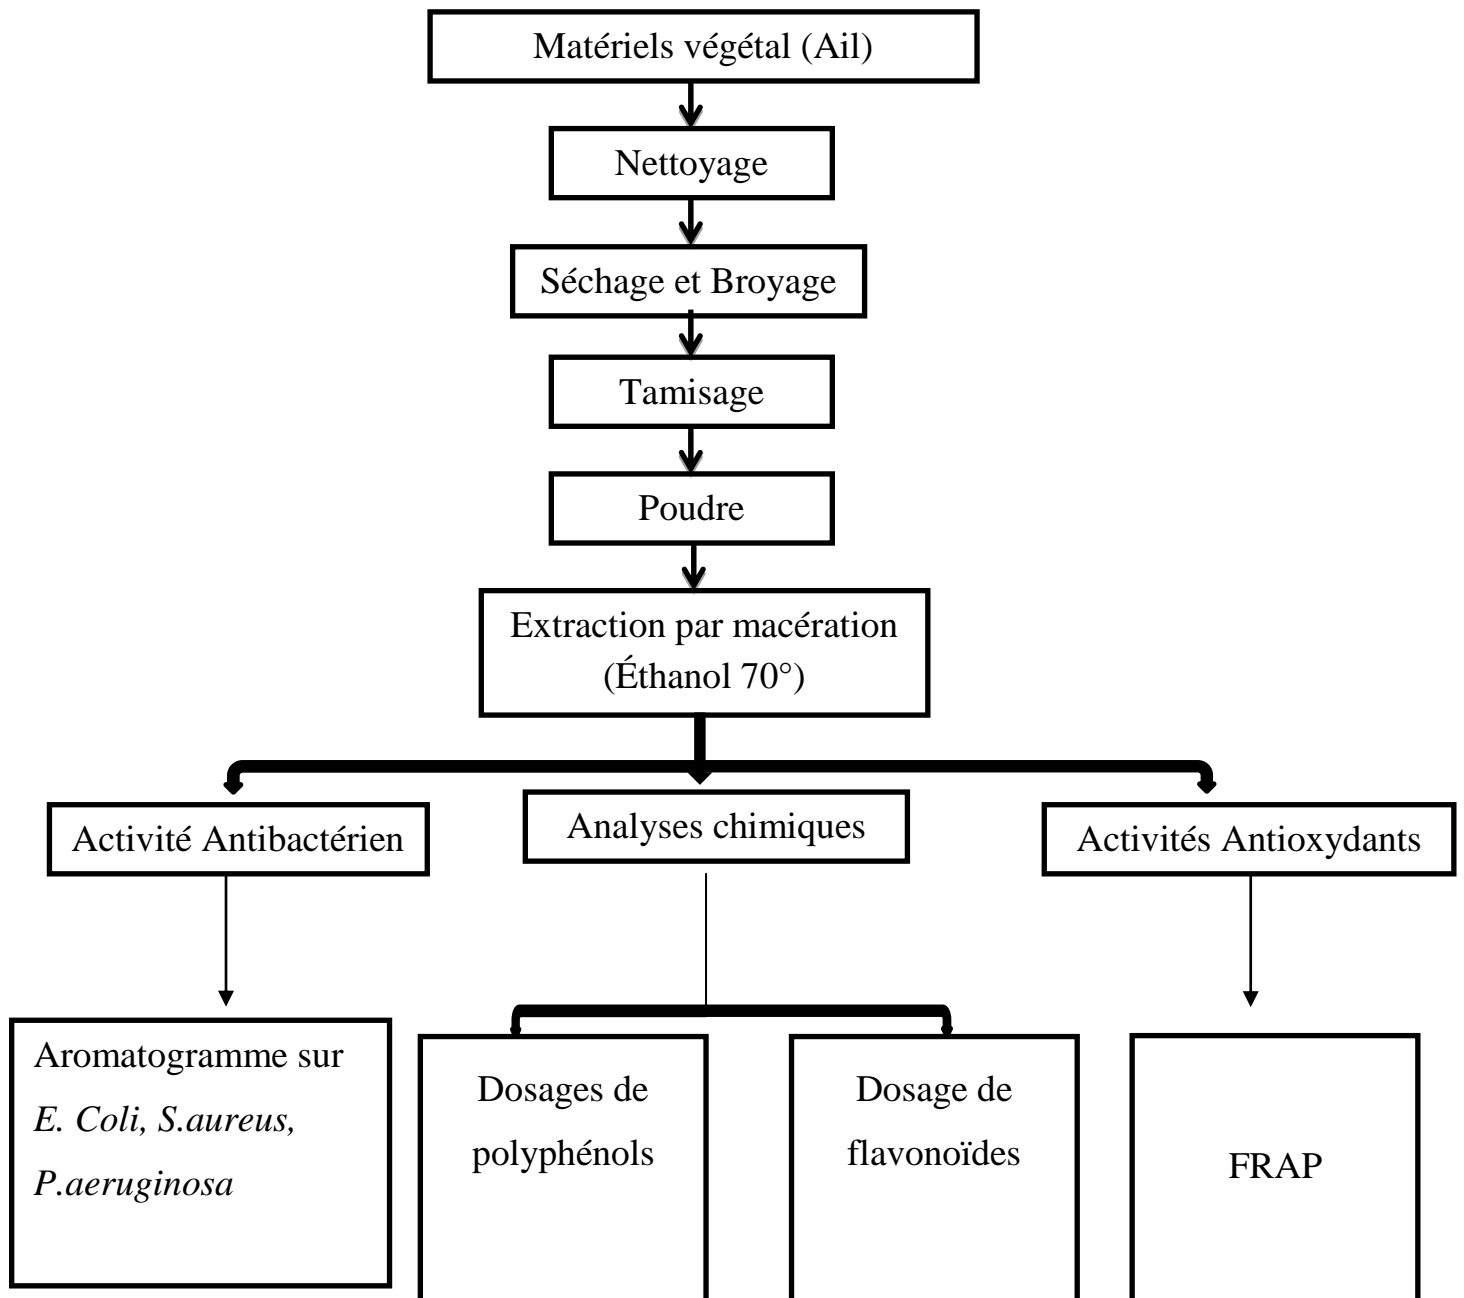 Matériels végétal (Ail)
Nettoyage
Séchage et Broyage
Tamisage
Poudre
Extraction par macération
(Éthanol 70°)
Activité Antibactérien
Analyses chimiques
Activités Antioxydants
Aromatogramme sur
E. Coli, S.aureus,
P.aeruginosa
Dosages de
polyphénols
Dosage de
flavonoïdes
FRAP